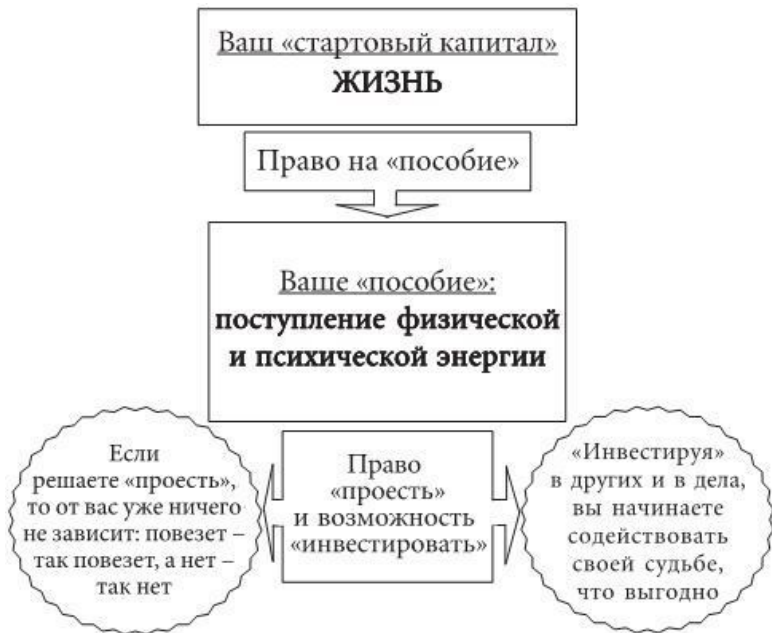 Ваш «стартовый капитал»
ЖИЗНЬ
Право на «пособие»
Ваше «пособие»:
поступление физической
и психической энергии
Если
решаете «проесть»,
то от вас уже ничего
не зависит: повезет –
так повезет, а нет –
так нет
Право
«проесть»
и возможность
«инвестировать»
«Инвестируя»
в других и в дела,
вы начинаете
содействовать
своей судьбе,
что выгодно